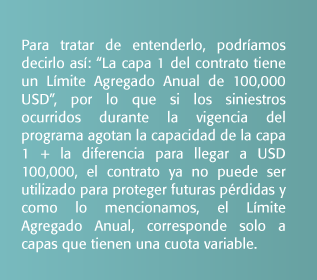 Para tratar de entenderlo, podríamos
decirlo así: “La capa 1 del contrato tiene
un Límite Agregado Anual de 100,000
USD”, por lo que si los siniestros
ocurridos durante la vigencia del
programa agotan la capacidad de la capa
1 + la diferencia para llegar a USD
100,000, el contrato ya no puede ser
utilizado para proteger futuras pérdidas y
como lo mencionamos, el Límite
Agregado Anual, corresponde solo a
capas que tienen una cuota variable.